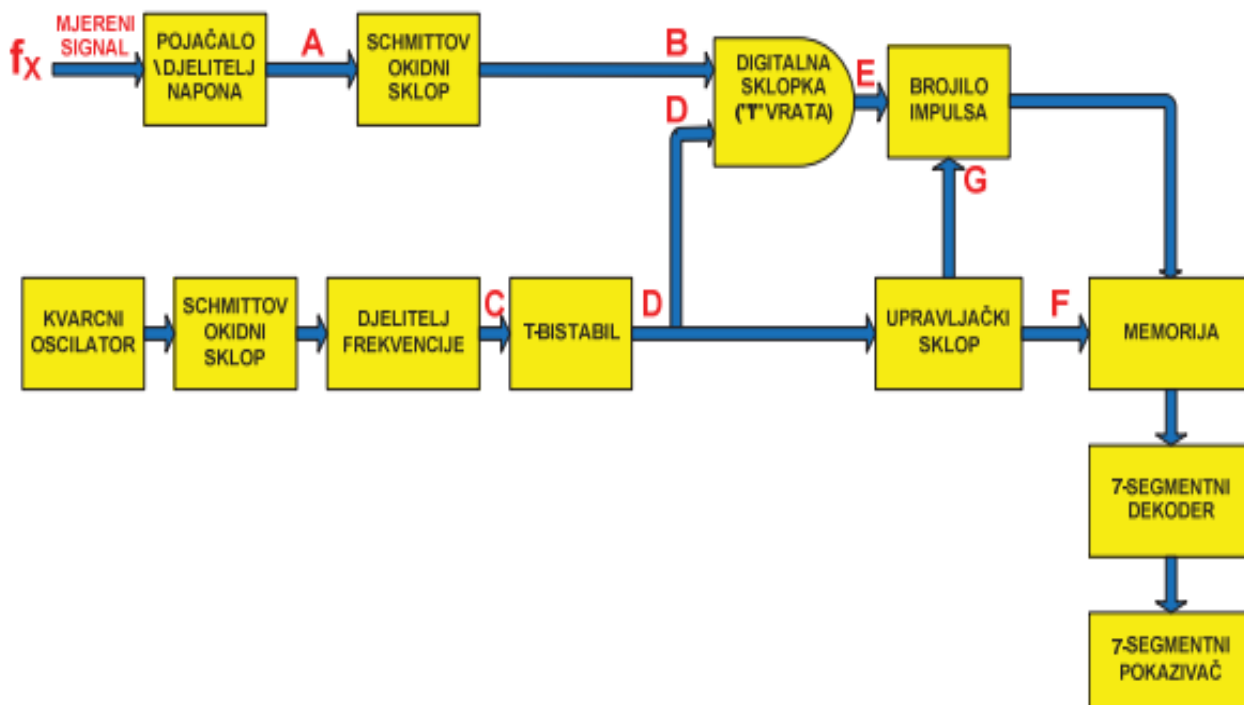 MJERENI
SIGNAL
fX
POJAČALO
\DJELITELJ
NAPONA
A
SCHMITTOV
OKIDNI
SKLOP
B
D
DIGITALNA
SKLOPKA
("I" VRATA)
E
BROJILO
IMPULSA
G
KVARCNI
OSCILATOR
SCHMITTOV
OKIDNI
SKLOP
DJELITELJ
FREKVENCIJE
C
T-BISTABIL
D
UPRAVLJAČKI
SKLOP
F
MEMORIJA
7-SEGMENTNI
DEKODER
7-SEGMENTNI
POKAZIVAČ